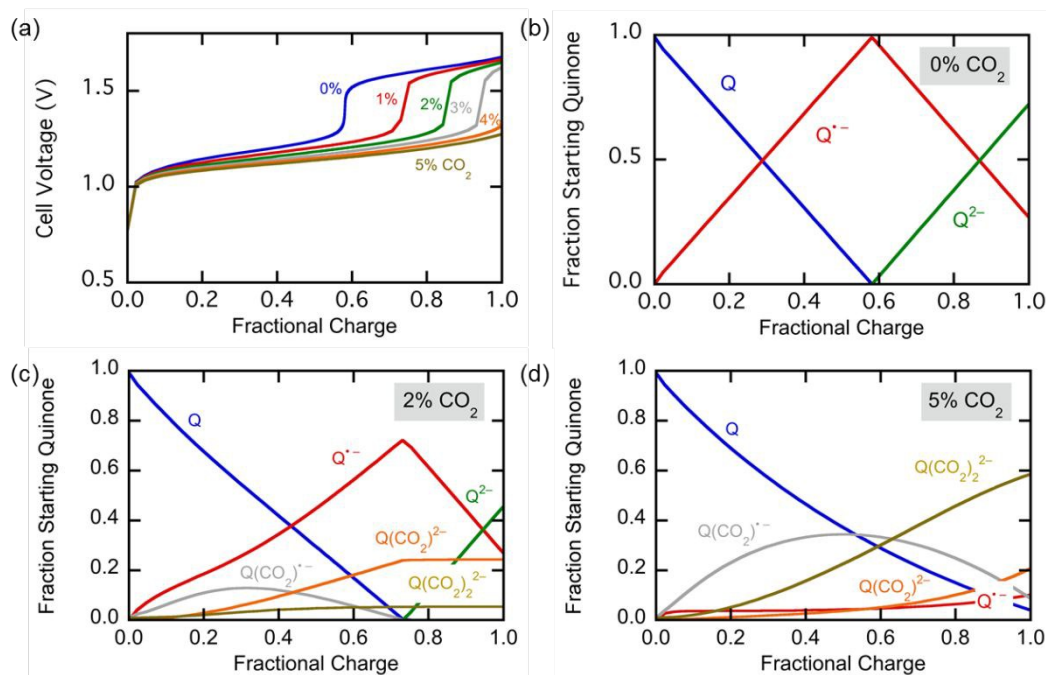 (a)
Cell Voltage (V)
1.5
1.0
0.5
0%
1%
2%
3%
4%
5% CO₂
0.0 0.2 0.4 0.6 0.8 1.0
Fractional Charge
(b)
Fraction Starting Quinone
1.0
0.5
0.0
0% CO₂
Q
Q•−
Q²−
0.0 0.2 0.4 0.6 0.8 1.0
Fractional Charge
(c)
Fraction Starting Quinone
1.0
0.8
0.6
0.4
0.2
0.0
2% CO₂
Q
Q•−
Q²−
Q(CO₂)²−
Q(CO₂)•−
Q(CO₂)₂²−
0.0 0.2 0.4 0.6 0.8 1.0
Fractional Charge
(d)
Fraction Starting Quinone
1.0
0.8
0.6
0.4
0.2
0.0
5% CO₂
Q
Q(CO₂)₂²−
Q(CO₂)•−
Q(CO₂)²−
Q•−
0.0 0.2 0.4 0.6 0.8 1.0
Fractional Charge